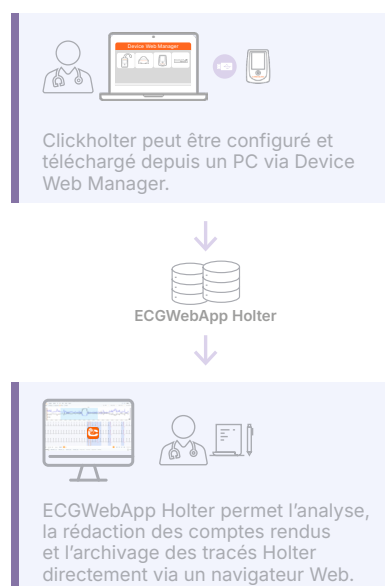 Device Web Manager
Clickholter peut être configuré et
téléchargé depuis un PC via Device
Web Manager.
ECGWebApp Holter
ECGWebApp Holter permet l’analyse,
la rédaction des comptes rendus
et l’archivage des tracés Holter
directement via un navigateur Web.